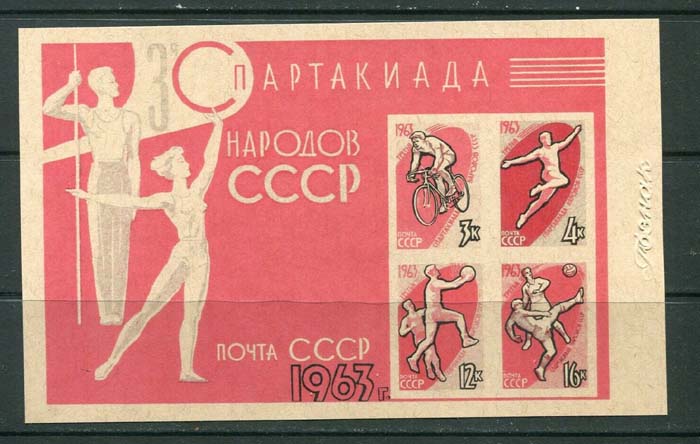 3я
СПАРТАКИАДА
НАРОДОВ
СССР
ПОЧТА СССР
1963 г.
1963
ПОЧТА
СССР
3к
1963
ПОЧТА
СССР
4к
1963
ПОЧТА
СССР
12к
1963
ПОЧТА
СССР
16к